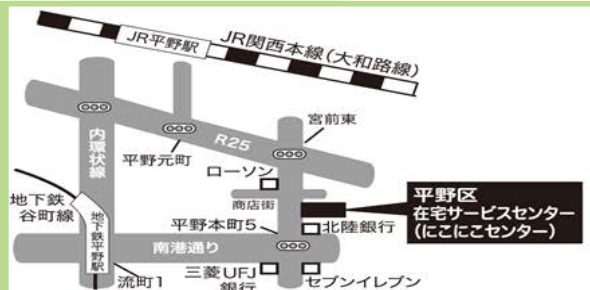 JR関西本線(大和路線)
JR平野駅
宮前東
R25
内環状線
平野元町
ローソン
地下鉄
谷町線
商店街
平野区
在宅サービスセンター
(にこにこセンター)
地下鉄平野駅
平野本町5
北陸銀行
南港通り
流町1
三菱UFJ
銀行
セブンイレブン